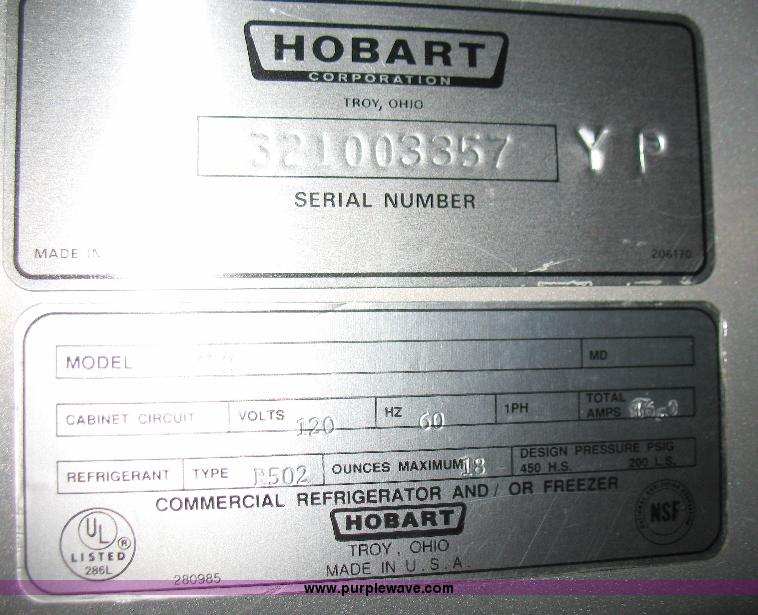 HOBART
CORPORATION
TROY, OHIO
321003357 Y P
SERIAL NUMBER
MADE IN
206170
MODEL MD
CABINET CIRCUIT VOLTS 120 HZ 60 1PH TOTAL AMPS 16.0
REFRIGERANT TYPE R502 OUNCES MAXIMUM 18 DESIGN PRESSURE PSIG
450 H.S. 200 L.S.
COMMERCIAL REFRIGERATOR AND / OR FREEZER
UL
®
LISTED
286L
HOBART
TROY, OHIO
MADE IN U.S.A.
NSF
280985
www.purplewave.com